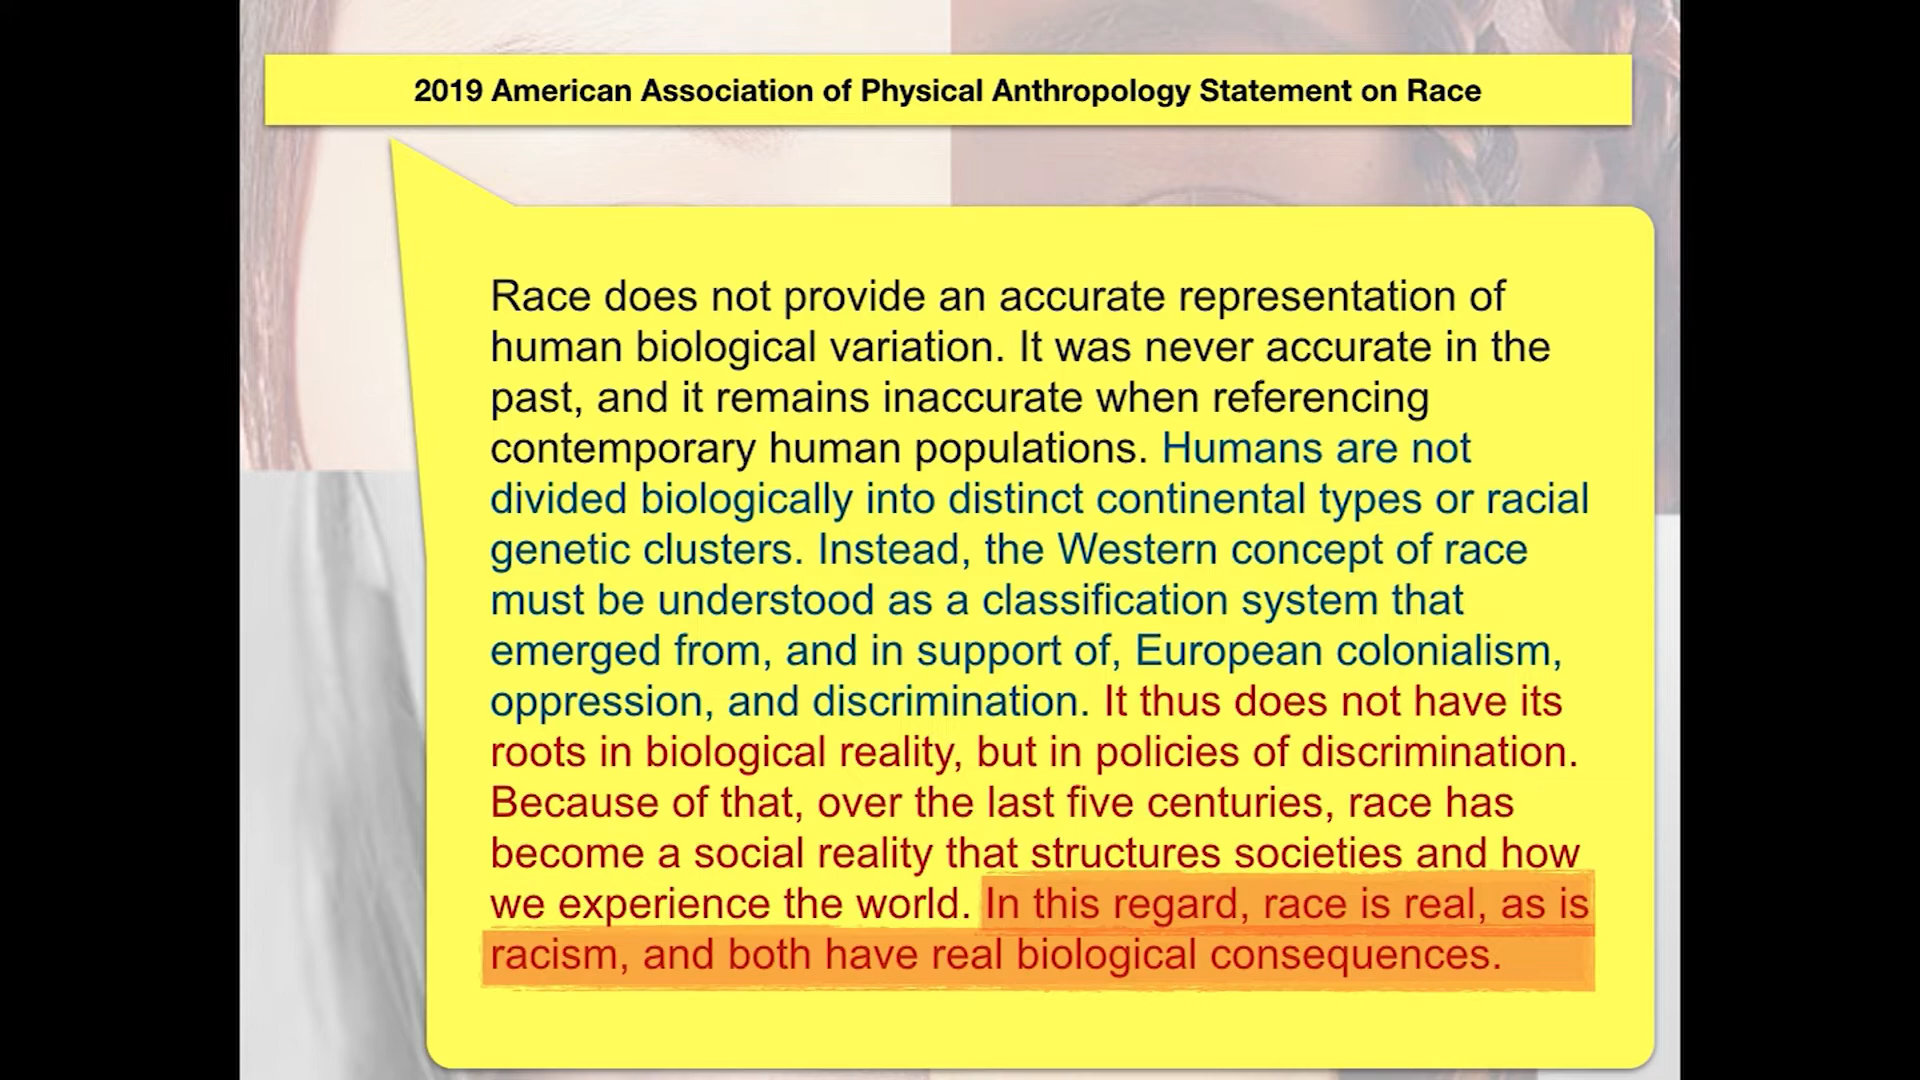 2019 American Association of Physical Anthropology Statement on Race
Race does not provide an accurate representation of
human biological variation. It was never accurate in the
past, and it remains inaccurate when referencing
contemporary human populations. Humans are not
divided biologically into distinct continental types or racial
genetic clusters. Instead, the Western concept of race
must be understood as a classification system that
emerged from, and in support of, European colonialism,
oppression, and discrimination. It thus does not have its
roots in biological reality, but in policies of discrimination.
Because of that, over the last five centuries, race has
become a social reality that structures societies and how
we experience the world. In this regard, race is real, as is
racism, and both have real biological consequences.